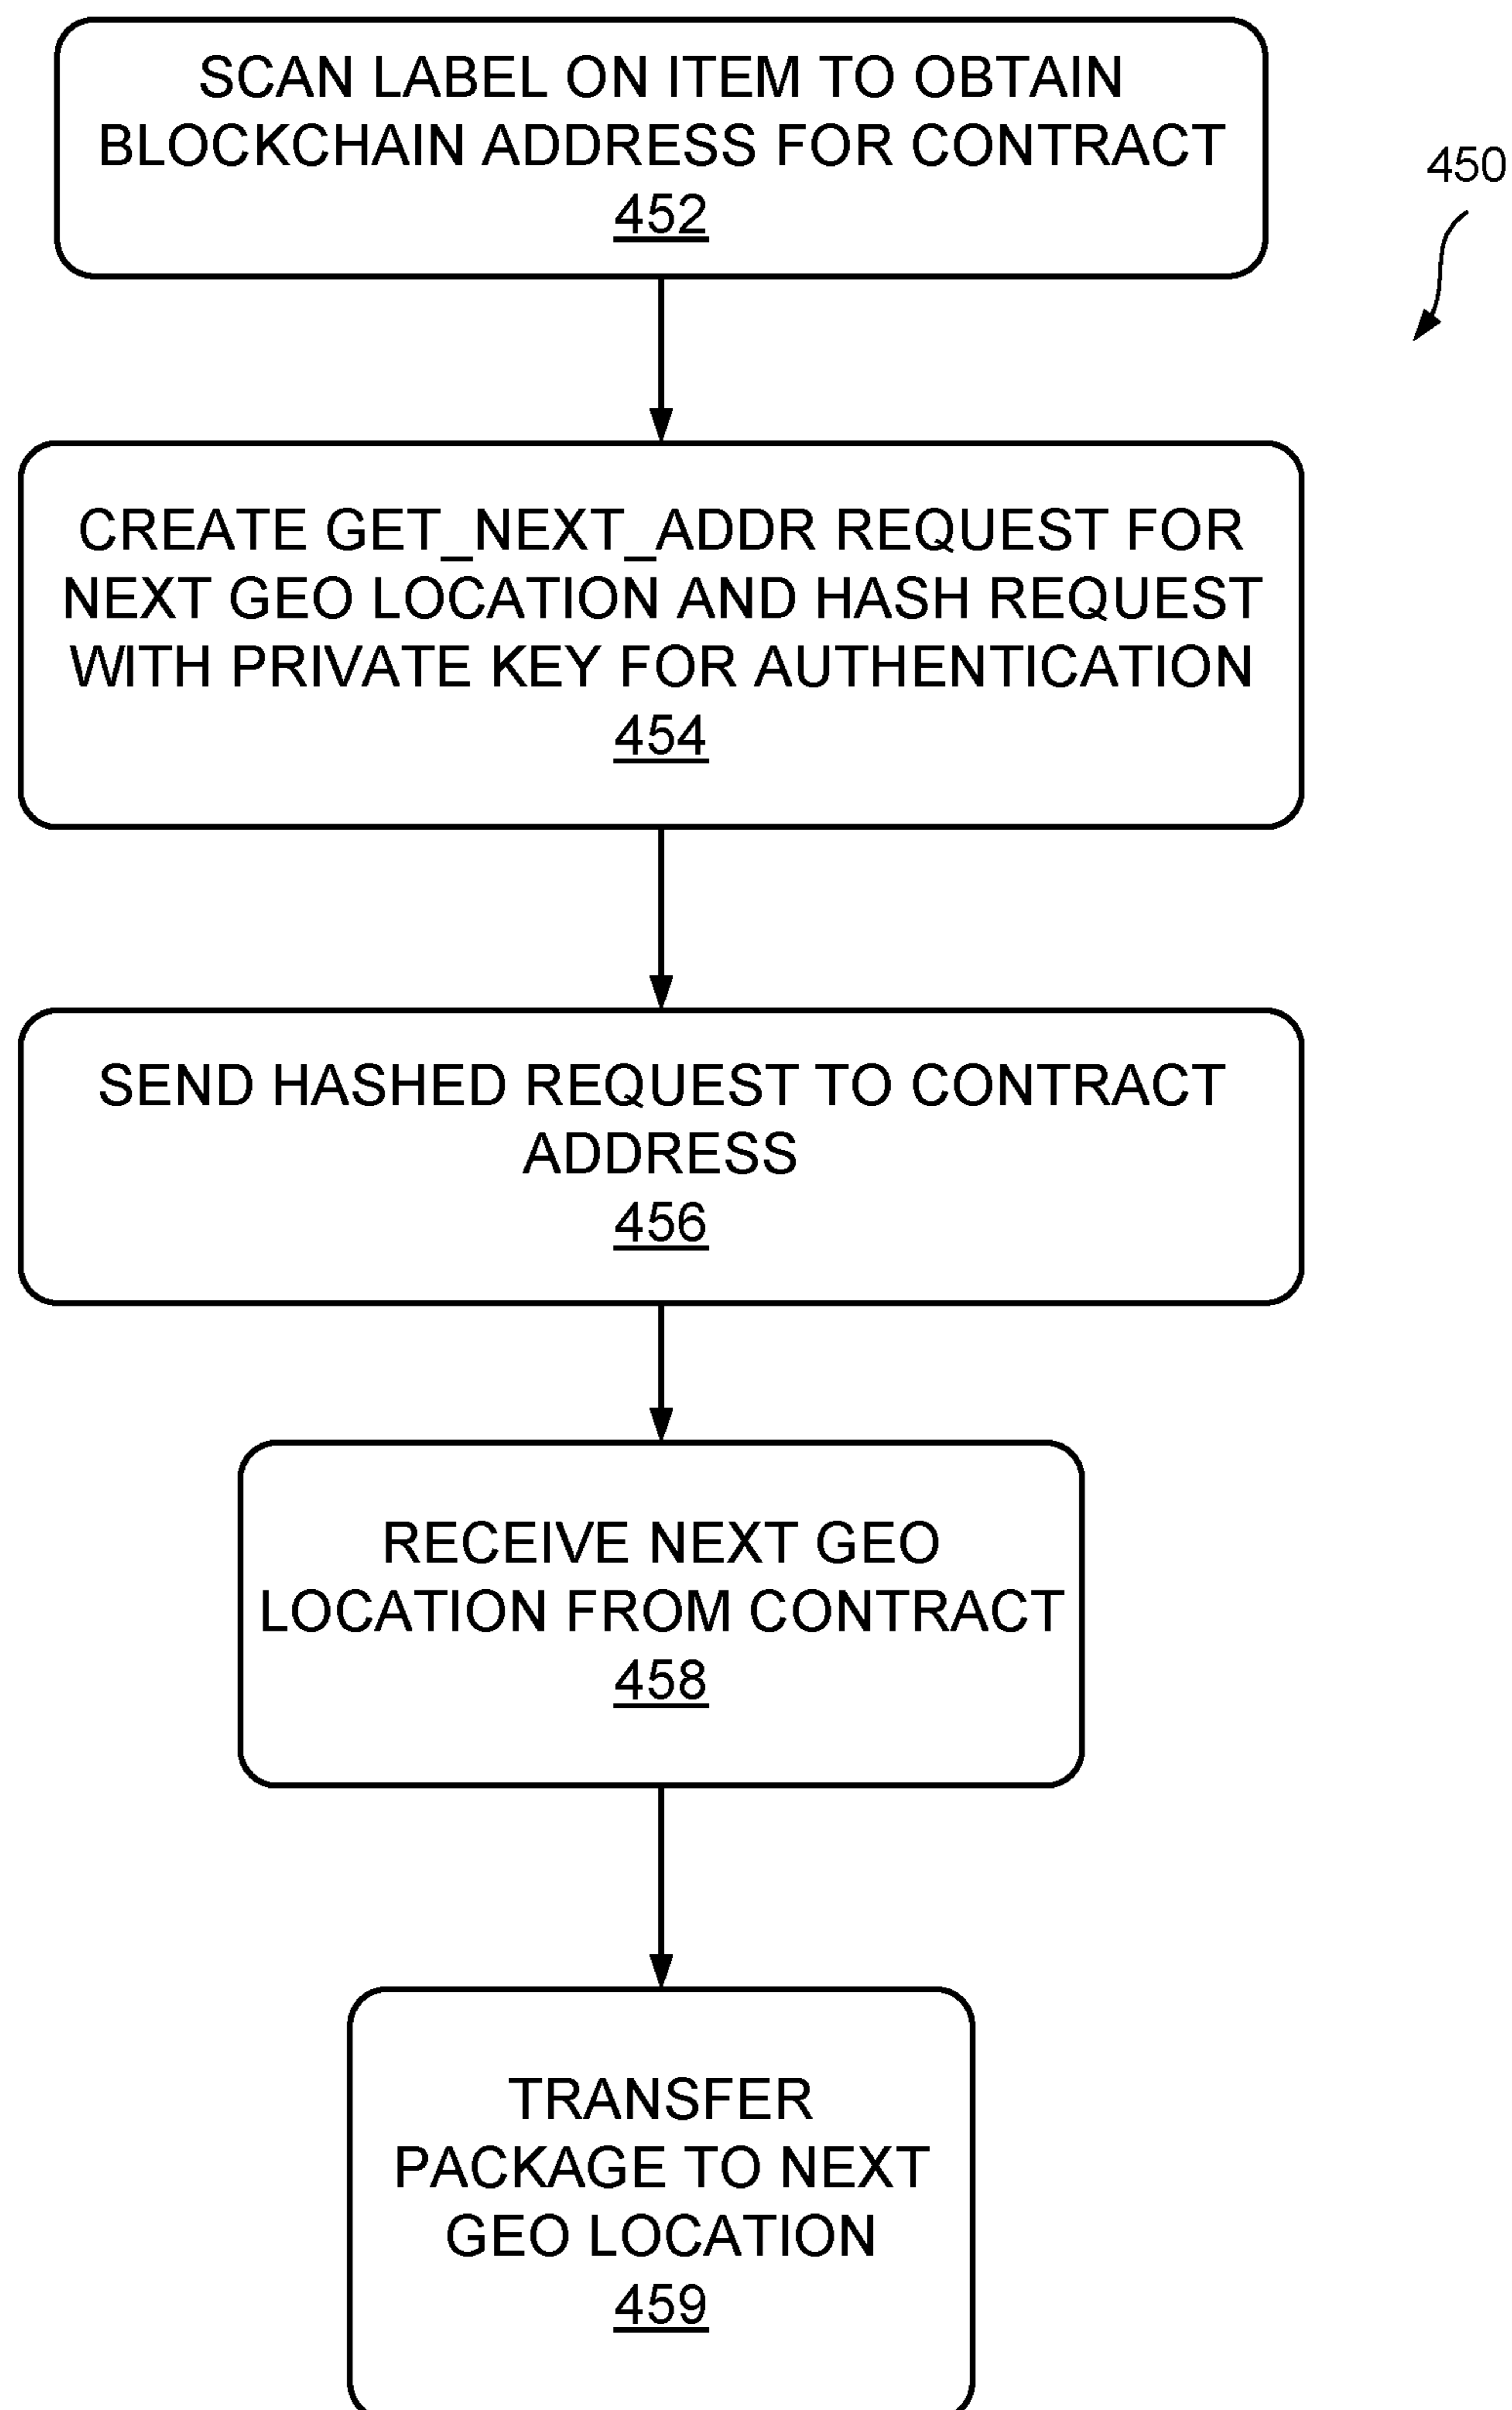 SCAN LABEL ON ITEM TO OBTAIN
BLOCKCHAIN ADDRESS FOR CONTRACT
452
450
CREATE GET_NEXT_ADDR REQUEST FOR
NEXT GEO LOCATION AND HASH REQUEST
WITH PRIVATE KEY FOR AUTHENTICATION
454
SEND HASHED REQUEST TO CONTRACT
ADDRESS
456
RECEIVE NEXT GEO
LOCATION FROM CONTRACT
458
TRANSFER
PACKAGE TO NEXT
GEO LOCATION
459